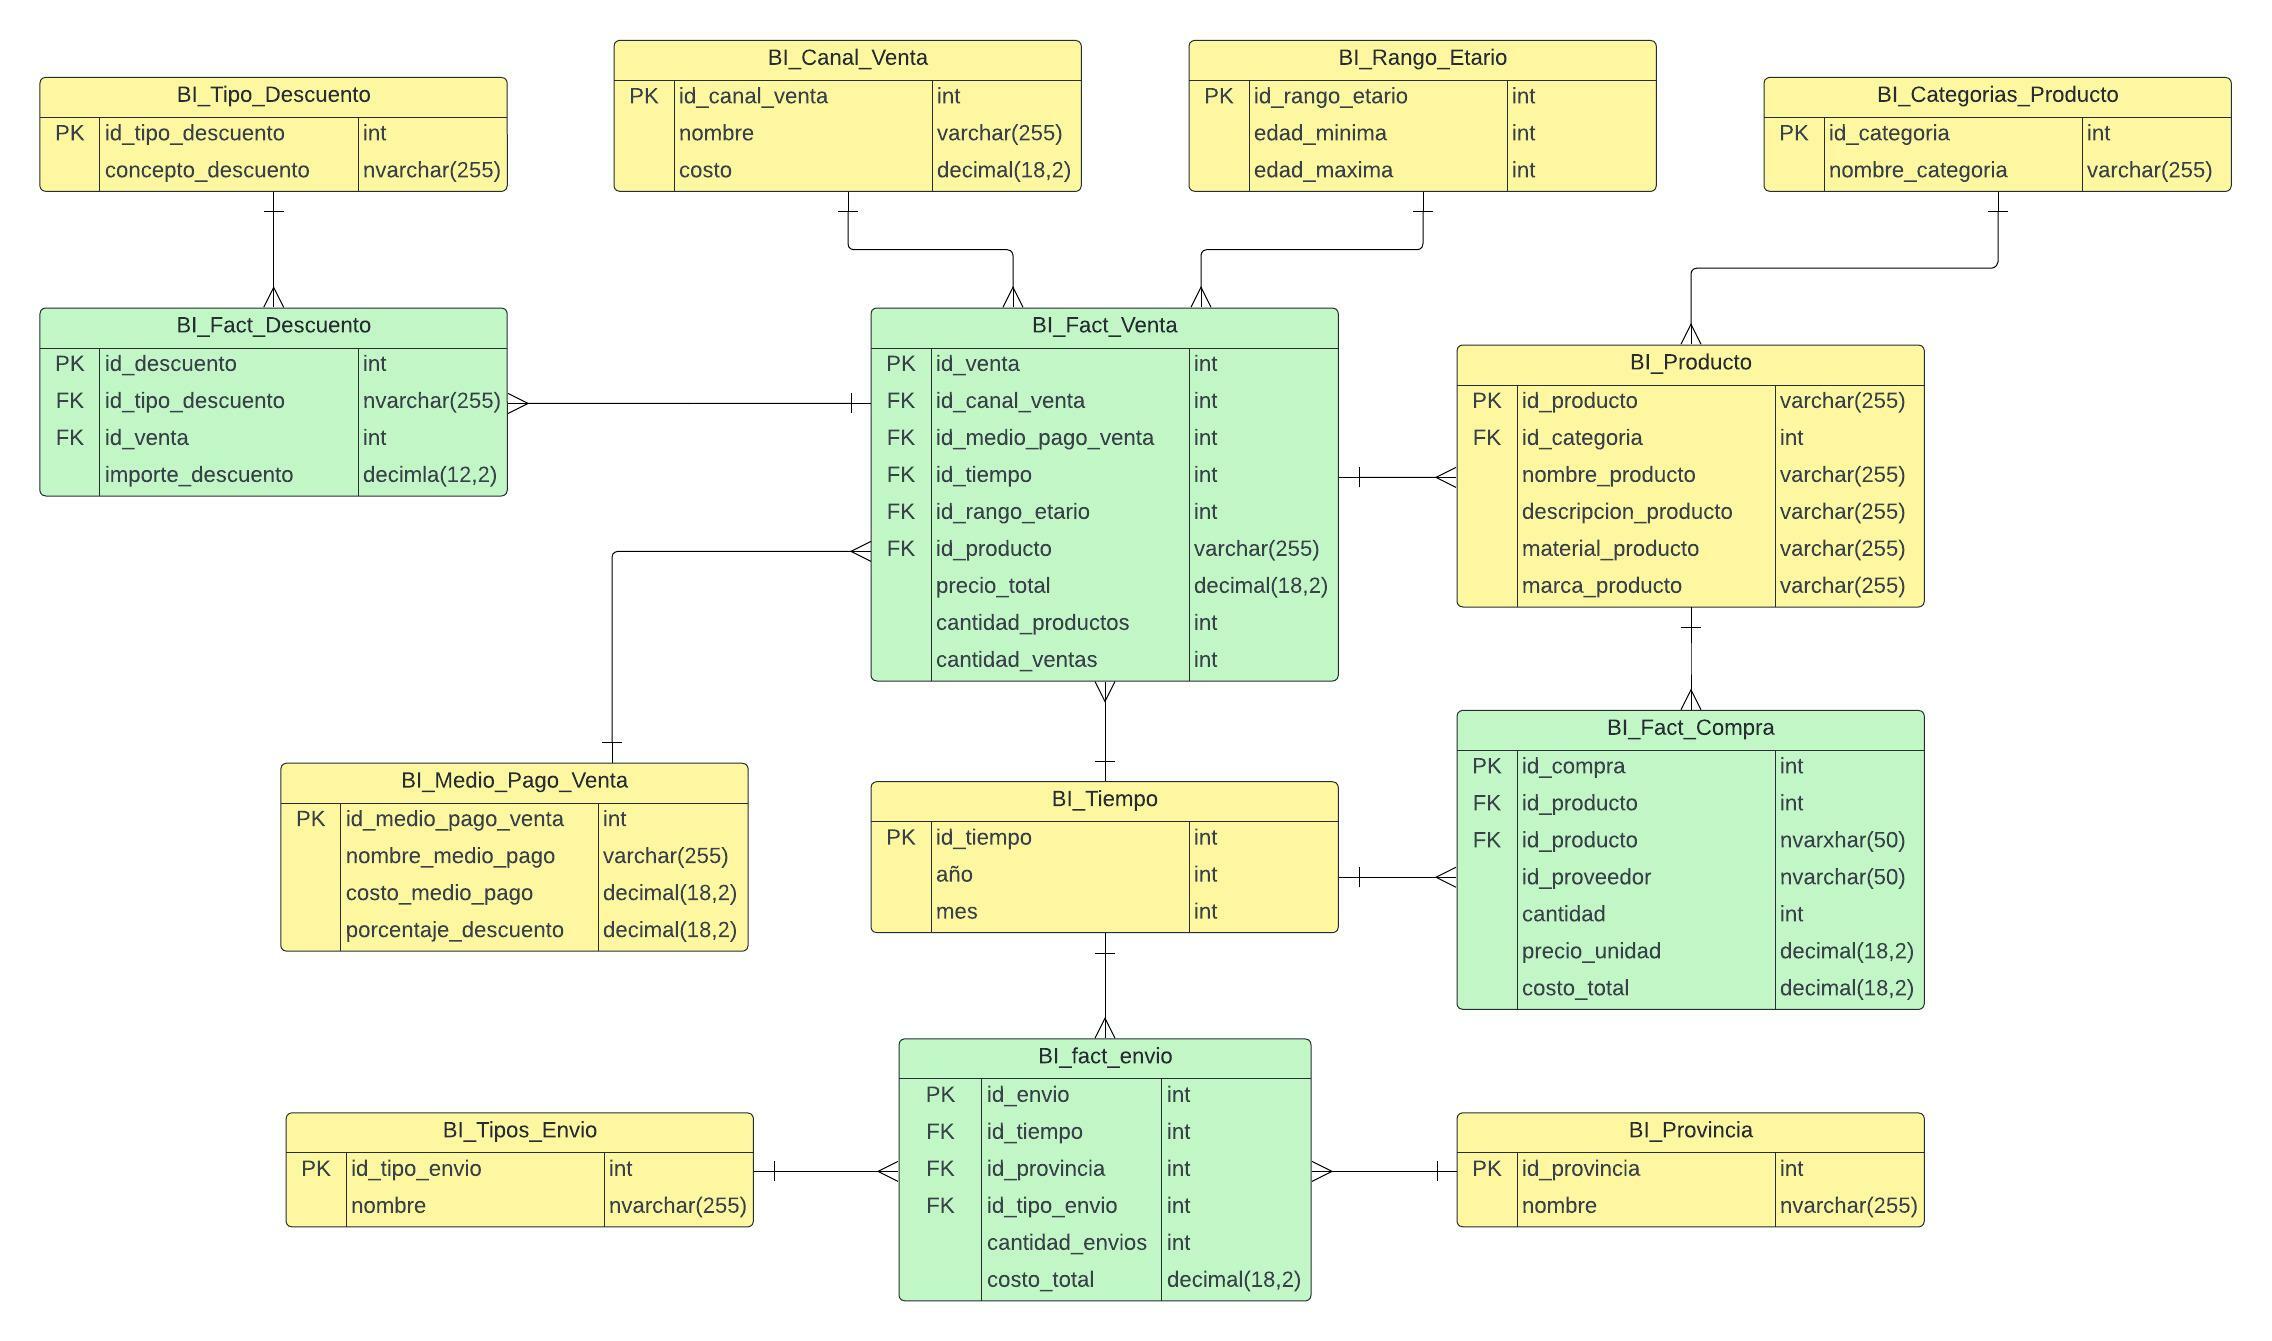 BI_Tipo_Descuento
PK id_tipo_descuento int
concepto_descuento nvarchar(255)
BI_Canal_Venta
PK id_canal_venta int
nombre varchar(255)
costo decimal(18,2)
BI_Rango_Etario
PK id_rango_etario int
edad_minima int
edad_maxima int
BI_Categorias_Producto
PK id_categoria int
nombre_categoria varchar(255)
BI_Fact_Descuento
PK id_descuento int
FK id_tipo_descuento nvarchar(255)
FK id_venta int
importe_descuento decimla(12,2)
BI_Fact_Venta
PK id_venta int
FK id_canal_venta int
FK id_medio_pago_venta int
FK id_tiempo int
FK id_rango_etario int
FK id_producto varchar(255)
precio_total decimal(18,2)
cantidad_productos int
cantidad_ventas int
BI_Producto
PK id_producto varchar(255)
FK id_categoria int
nombre_producto varchar(255)
descripcion_producto varchar(255)
material_producto varchar(255)
marca_producto varchar(255)
BI_Medio_Pago_Venta
PK id_medio_pago_venta int
nombre_medio_pago varchar(255)
costo_medio_pago decimal(18,2)
porcentaje_descuento decimal(18,2)
BI_Tiempo
PK id_tiempo int
año int
mes int
BI_Fact_Compra
PK id_compra int
FK id_producto int
FK id_producto nvarxhar(50)
id_proveedor nvarchar(50)
cantidad int
precio_unidad decimal(18,2)
costo_total decimal(18,2)
BI_Tipos_Envio
PK id_tipo_envio int
nombre nvarchar(255)
BI_fact_envio
PK id_envio int
FK id_tiempo int
FK id_provincia int
FK id_tipo_envio int
cantidad_envios int
costo_total decimal(18,2)
BI_Provincia
PK id_provincia int
nombre nvarchar(255)